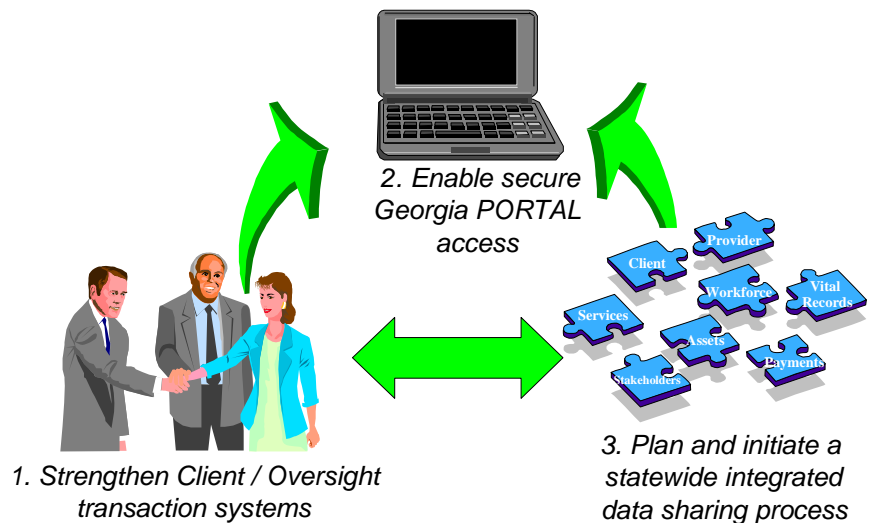 2. Enable secure
Georgia PORTAL
access
Provider
Client
Workforce
Vital
Records
Services
Assets
Payments
Stakeholders
1. Strengthen Client / Oversight
transaction systems
3. Plan and initiate a
statewide integrated
data sharing process